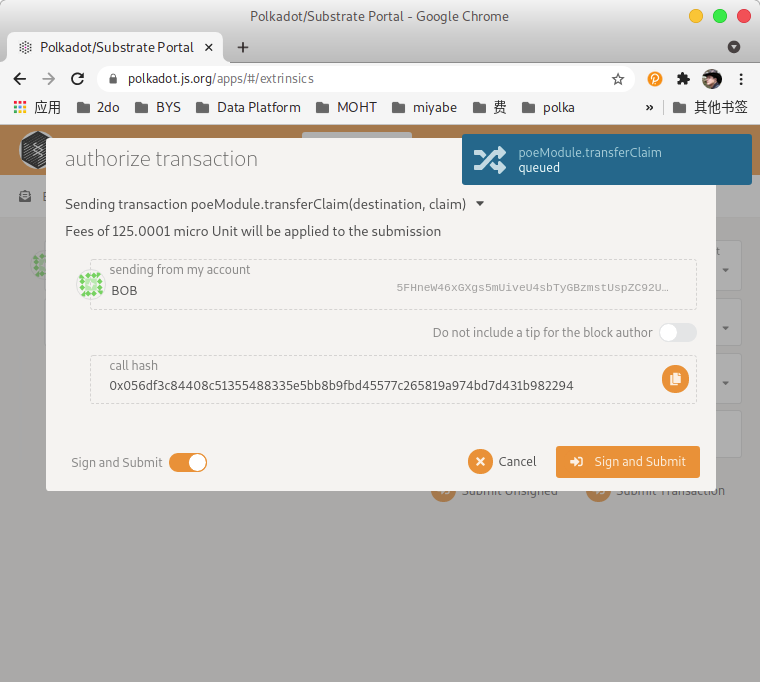 Polkadot/Substrate Portal - Google Chrome
Polkadot/Substrate Portal
polkadot.js.org/apps/#/extrinsics
应用 2do BYS Data Platform MOHT miyabe 费 polka » 其他书签
authorize transaction
poeModule.transferClaim
queued
Sending transaction poeModule.transferClaim(destination, claim)
Fees of 125.0001 micro Unit will be applied to the submission
sending from my account
BOB 5FHneW46xGXgs5mUiveU4sbTyGBzmstUspZC92U…
Do not include a tip for the block author
call hash
0x056df3c84408c51355488335e5bb8b9fbd45577c265819a974bd7d431b982294
Sign and Submit Cancel Sign and Submit
Submit Unsigned Submit Transaction